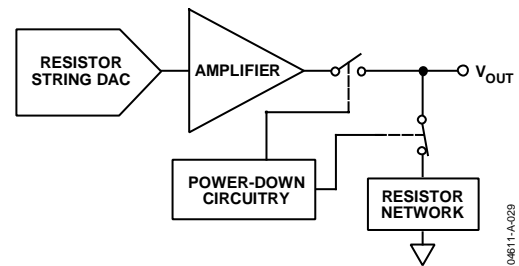 RESISTOR
STRING DAC
AMPLIFIER
VOUT
POWER-DOWN
CIRCUITRY
RESISTOR
NETWORK
04611-A-029